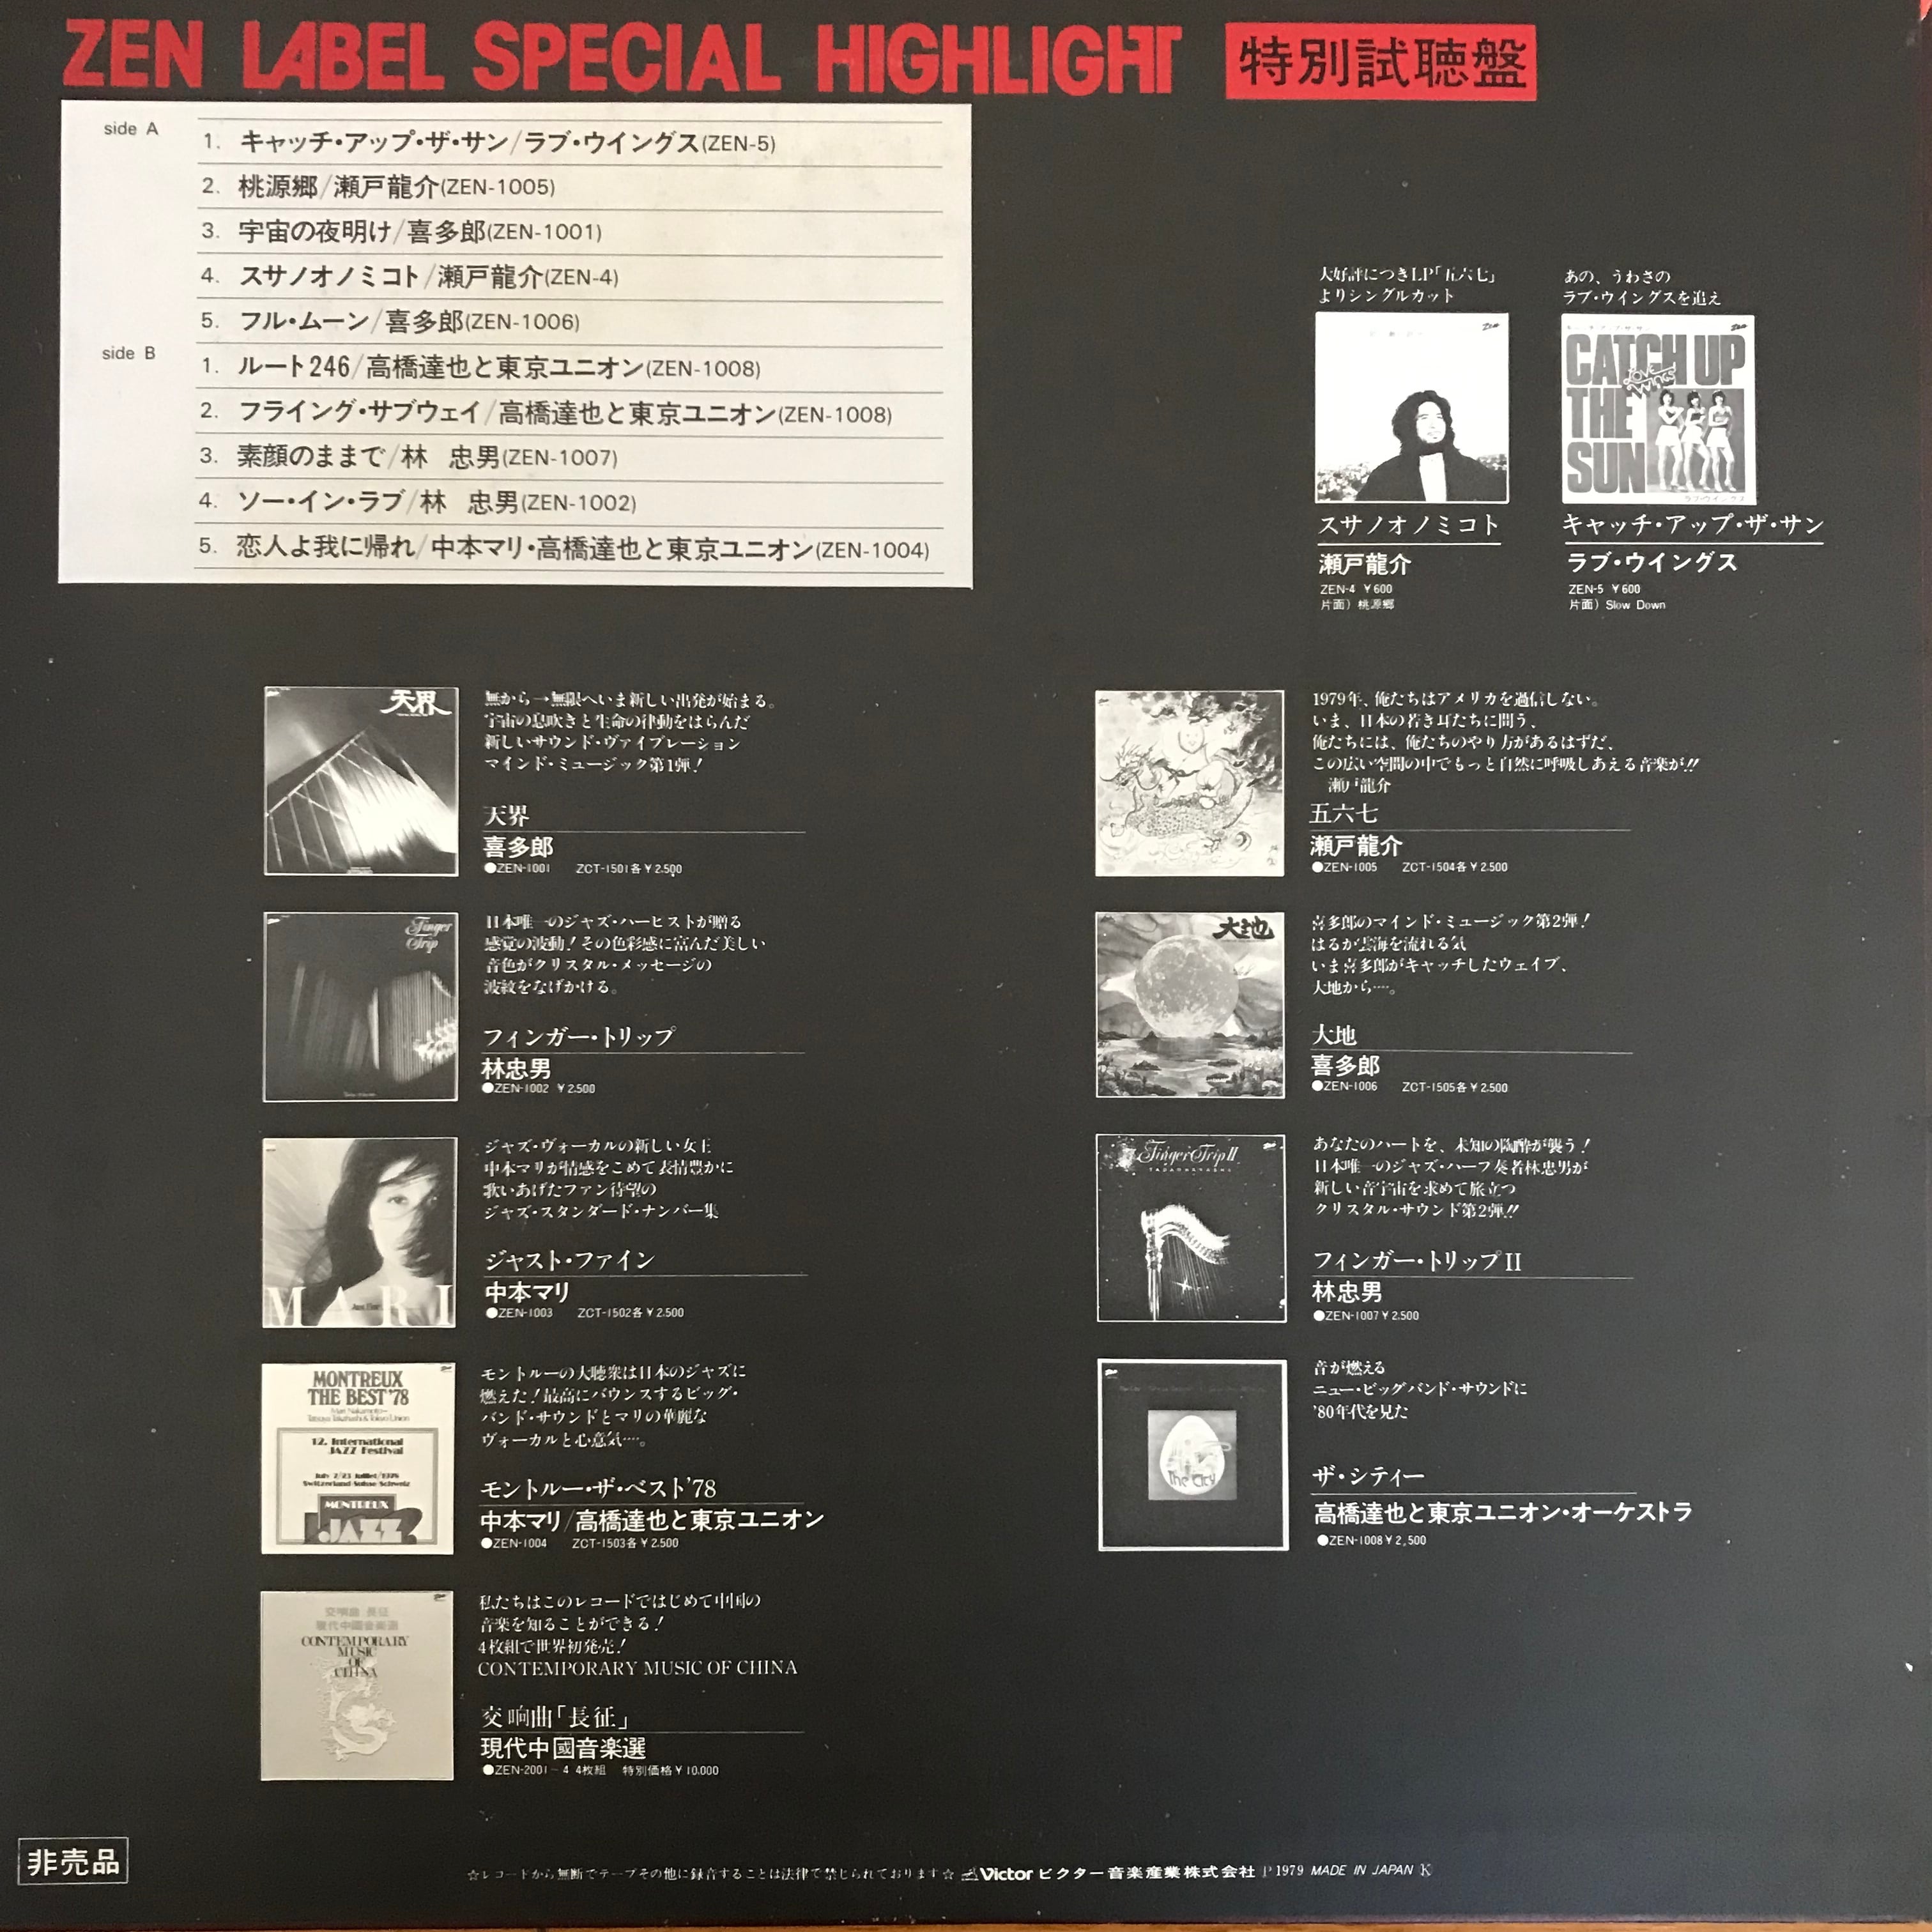 ZEN LABEL SPECIAL HIGHLIGHT 特別試聴盤
side A
1. キャッチ・アップ・ザ・サン/ラブ・ウイングス(ZEN-5)
2. 桃源郷/瀬戸龍介(ZEN-1005)
3. 宇宙の夜明け/喜多郎(ZEN-1001)
4. スサノオノミコト/瀬戸龍介(ZEN-4)
5. フル・ムーン/喜多郎(ZEN-1006)
side B
1. ルート246/高橋達也と東京ユニオン(ZEN-1008)
2. フライング・サブウェイ/高橋達也と東京ユニオン(ZEN-1008)
3. 素顔のままで/林 忠男(ZEN-1007)
4. ソー・イン・ラブ/林 忠男(ZEN-1002)
5. 恋人よ我に帰れ/中本マリ・高橋達也と東京ユニオン(ZEN-1004)
大好評につきLP「五六七」
よりシングルカット
スサノオノミコト
瀬戸龍介
ZEN-4 ¥600
片面）桃源郷
あの、うわさの
ラブ・ウイングスを追え
CATCH UP
LOVE WINGS
THE
SUN
ラブ・ウイングス
キャッチ・アップ・ザ・サン
ラブ・ウイングス
ZEN-5 ¥600
片面）Slow Down
天界
無から→無限へいま新しい出発が始まる。
宇宙の息吹きと生命の律動をはらんだ
新しいサウンド・ヴァイブレーション
マインド・ミュージック第1弾！
天界
喜多郎
●ZEN-1001 ZCT-1501各¥2,500
Finger
Trip
日本唯一のジャズ・ハーピストが贈る
感覚の波動！その色彩感に富んだ美しい
音色がクリスタル・メッセージの
波紋をなげかける。
フィンガー・トリップ
林忠男
●ZEN-1002 ¥2,500
MARI
Just Fine
ジャズ・ヴォーカルの新しい女王
中本マリが情感をこめて表情豊かに
歌いあげたファン待望の
ジャズ・スタンダード・ナンバー集
ジャスト・ファイン
中本マリ
●ZEN-1003 ZCT-1502各¥2,500
MONTREUX
THE BEST '78
Mari Nakamoto
Tatsuya Takahashi & Tokyo Union
12. International
JAZZ Festival
July 7/23 Juillet/1978
Switzerland Suisse Schweiz
MONTREUX
JAZZ
モントルーの大聴衆は日本のジャズに
燃えた！最高にバウンスするビッグ・
バンド・サウンドとマリの華麗な
ヴォーカルと心意気…。
モントルー・ザ・ベスト'78
中本マリ/高橋達也と東京ユニオン
●ZEN-1004 ZCT-1503各¥2,500
交响曲 長征
現代中國音楽選
CONTEMPORARY
MUSIC
OF
CHINA
私たちはこのレコードではじめて中国の
音楽を知ることができる！
4枚組で世界初発売！
CONTEMPORARY MUSIC OF CHINA
交响曲「長征」
現代中國音楽選
●ZEN-2001～4 4枚組 特別価格¥10,000
1979年、俺たちはアメリカを過信しない。
いま、日本の若き耳たちに問う、
俺たちには、俺たちのやり方があるはずだ、
この広い空間の中でもっと自然に呼吸しあえる音楽が!!
瀬戸龍介
五六七
瀬戸龍介
●ZEN-1005 ZCT-1504各¥2,500
大地
喜多郎のマインド・ミュージック第2弾！
はるか雲海を流れる気
いま喜多郎がキャッチしたウェイブ、
大地から…。
大地
喜多郎
●ZEN-1006 ZCT-1505各¥2,500
Finger Trip II
TADAO HAYASHI
あなたのハートを、未知の陶酔が襲う！
日本唯一のジャズ・ハープ奏者林忠男が
新しい音宇宙を求めて旅立つ
クリスタル・サウンド第2弾!!
フィンガー・トリップII
林忠男
●ZEN-1007¥2,500
The City
音が燃える
ニュー・ビッグバンド・サウンドに
'80年代を見た
ザ・シティー
高橋達也と東京ユニオン・オーケストラ
●ZEN-1008¥2,500
非売品
☆レコードから無断でテープその他に録音することは法律で禁じられております☆ Victor ビクター音楽産業株式会社 Ⓟ1979 MADE IN JAPAN Ⓚ